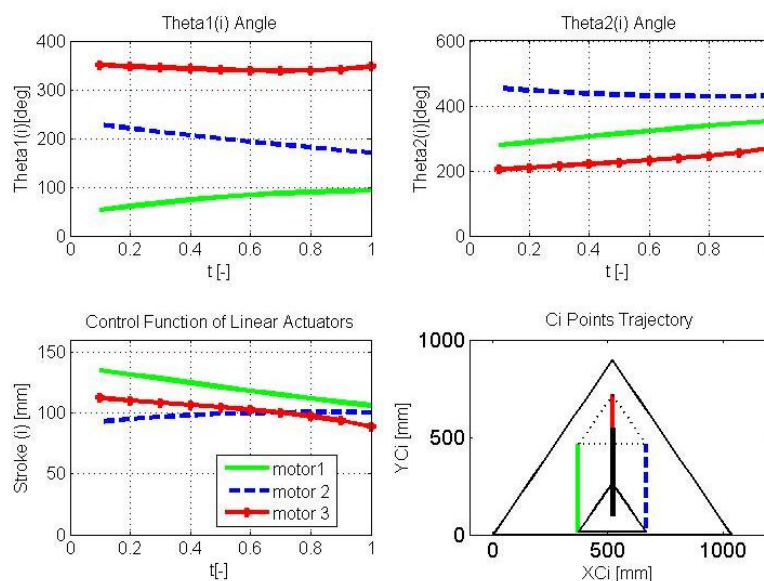 Theta1(i) Angle
Theta1(i)[deg]
400
300
200
100
0
0 0.2 0.4 0.6 0.8 1
t [-]
Theta2(i) Angle
Theta2(i)[deg]
600
400
200
0
0 0.2 0.4 0.6 0.8
t [-]
Control Function of Linear Actuators
Stroke (i) [mm]
150
100
50
0
motor1
motor 2
motor 3
0 0.2 0.4 0.6 0.8 1
t[-]
Ci Points Trajectory
YCi [mm]
1000
500
0
0 500 1000
XCi [mm]